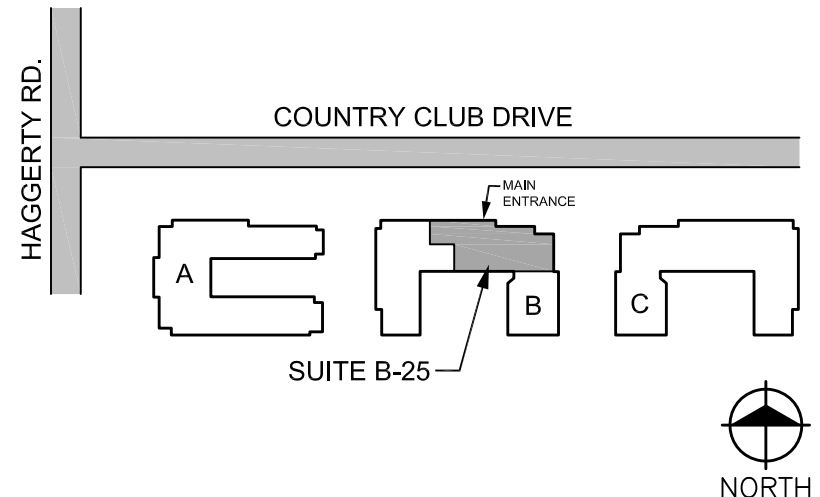 HAGGERTY RD.
COUNTRY CLUB DRIVE
MAIN
ENTRANCE
A
B
C
SUITE B-25
NORTH